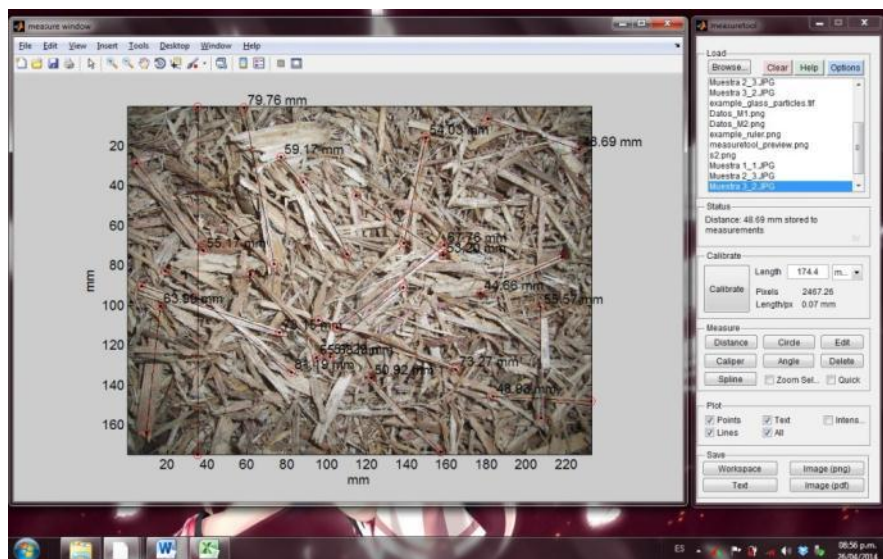 measure window
File Edit View Insert Tools Desktop Window Help
79.76 mm
54.03 mm
48.69 mm
59.17 mm
55.17 mm
57.76 mm
44.66 mm
63.99 mm
55.57 mm
73.27 mm
50.92 mm
20
40
60
80
100
120
140
160
mm
20 40 60 80 100 120 140 160 180 200 220
mm
measuretool
Load
Browse... Clear Help Options
Muestra 2_3.JPG
Muestra 3_2.JPG
example_glass_particles.tif
Datos_M1.png
Datos_M2.png
example_ruler.png
measuretool_preview.png
s2.png
Muestra 1_1.JPG
Muestra 2_3.JPG
Muestra 3_2.JPG
Status
Distance: 48.69 mm stored to
measurements
Calibrate
Calibrate
Length 174.4 m...
Pixels 2467.26
Length/px 0.07 mm
Measure
Distance Circle Edit
Caliper Angle Delete
Spline Zoom Sel... Quick
Plot
Points Text Intens...
Lines All
Save
Workspace Image (png)
Text Image (pdf)
ES
08:56 p.m.
26/04/2014